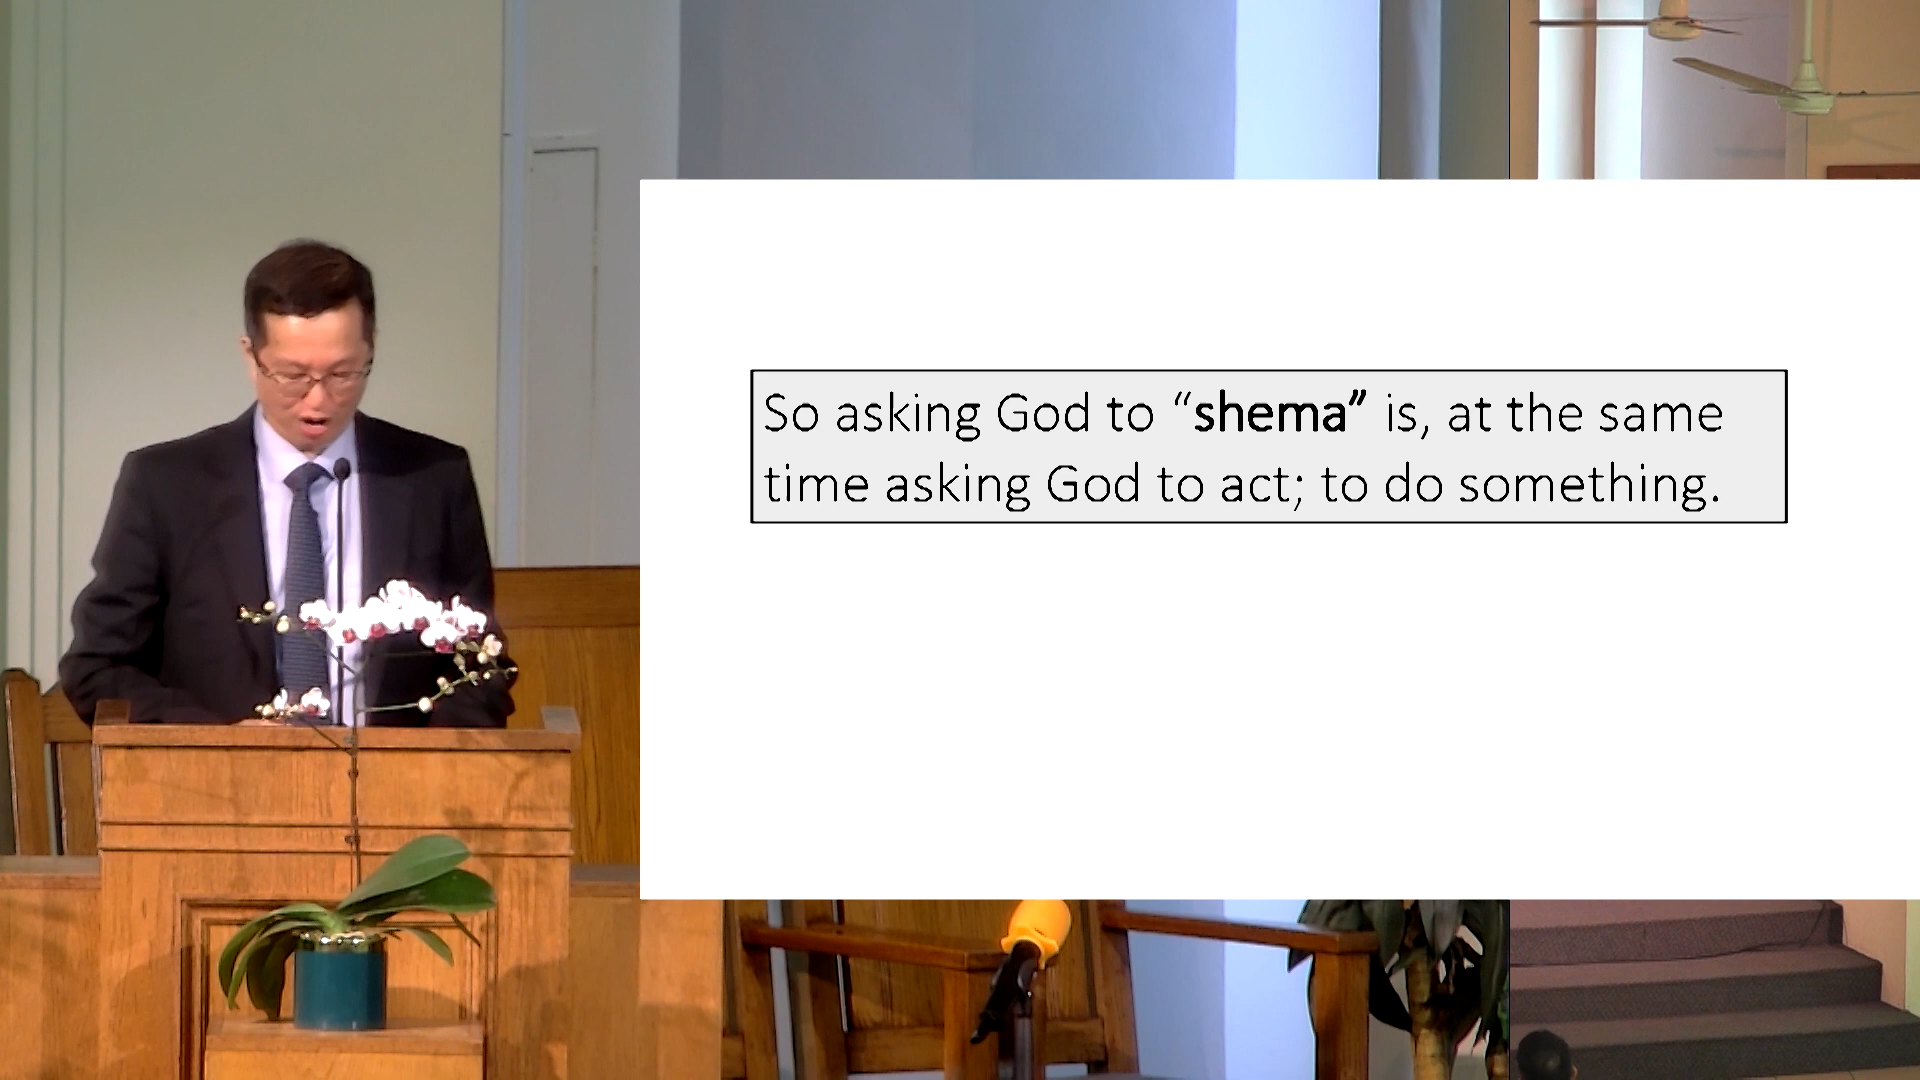 So asking God to “shema” is, at the same
time asking God to act; to do something.